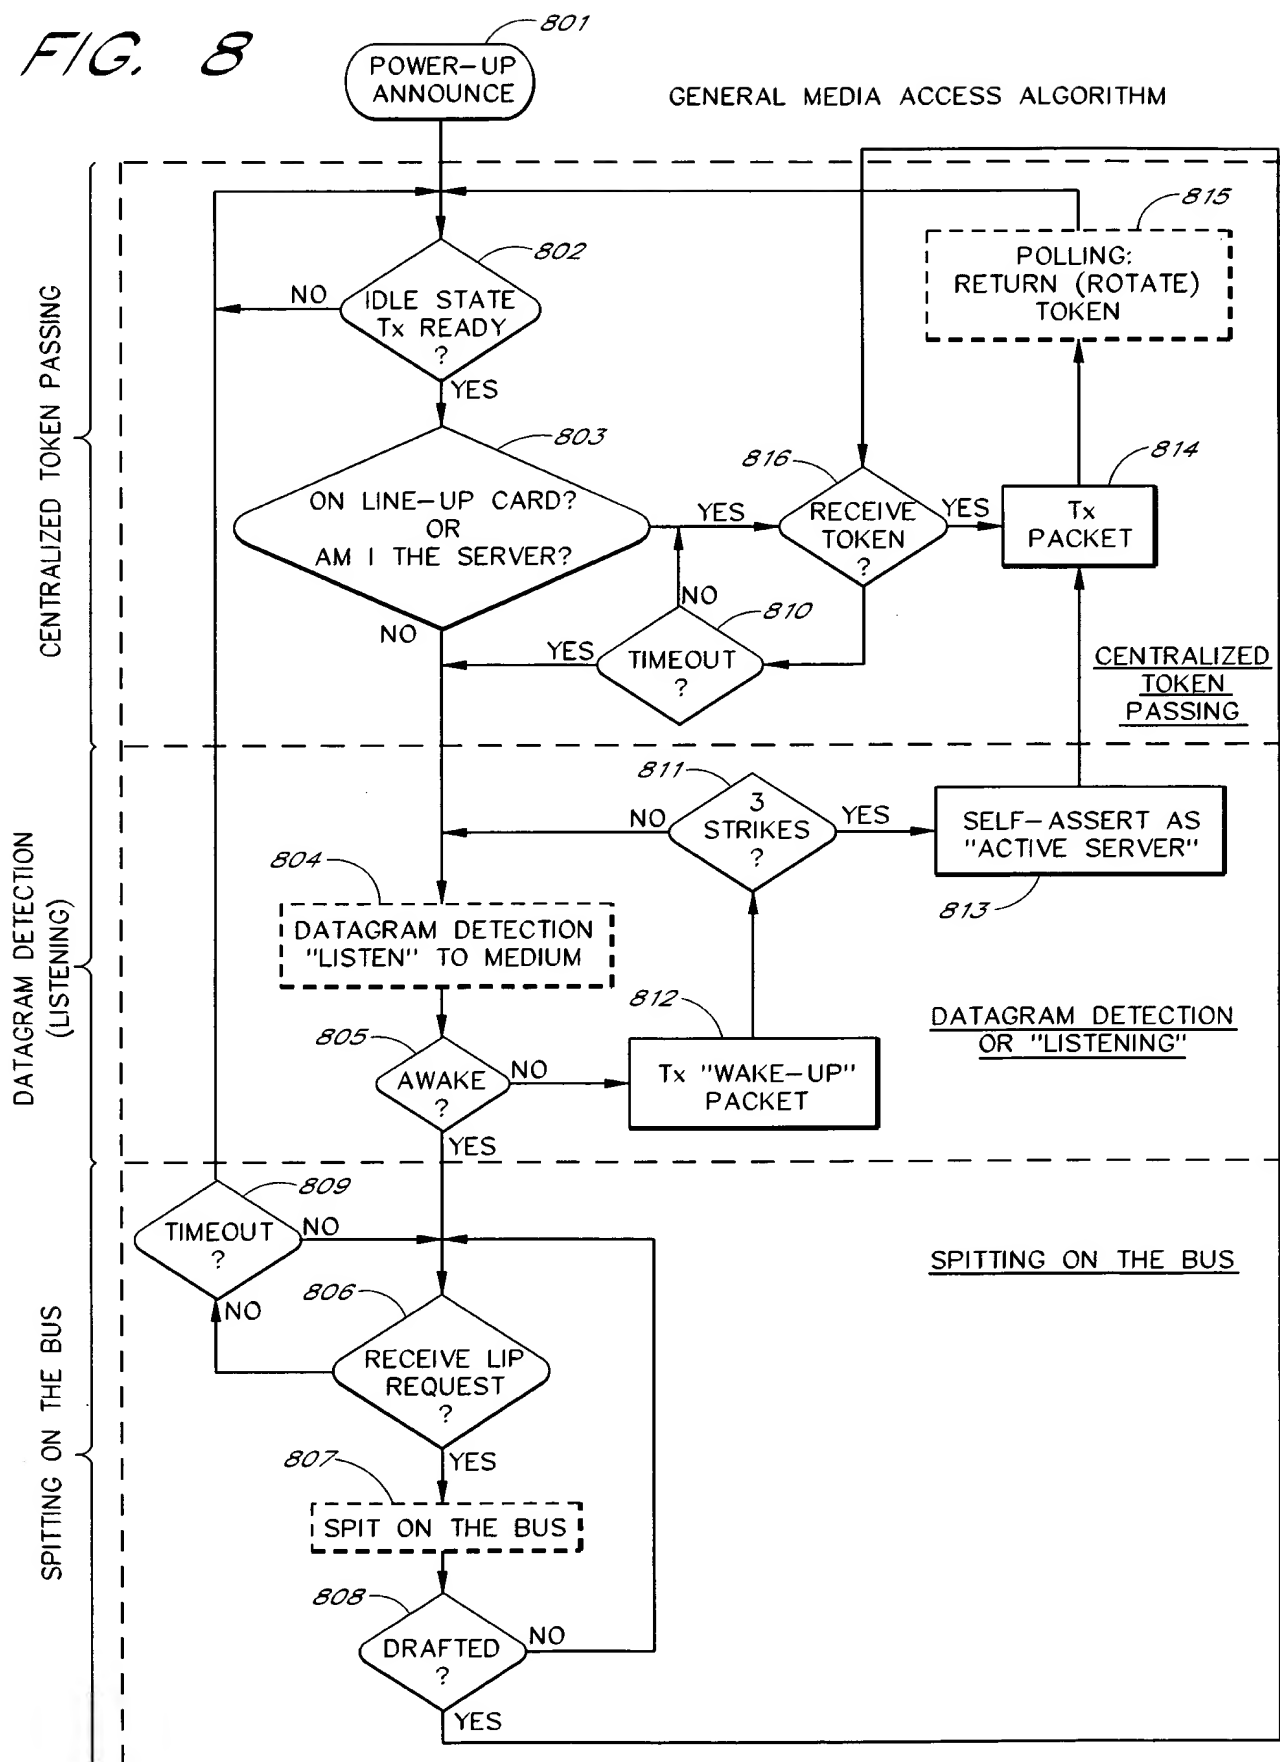 FIG. 8
801
POWER-UP
ANNOUNCE
GENERAL MEDIA ACCESS ALGORITHM
CENTRALIZED TOKEN PASSING
802
IDLE STATE
Tx READY
?
NO
YES
815
POLLING:
RETURN (ROTATE)
TOKEN
803
ON LINE-UP CARD?
OR
AM I THE SERVER?
YES
NO
816
RECEIVE
TOKEN
?
YES
814
Tx
PACKET
NO
810
TIMEOUT
?
YES
CENTRALIZED
TOKEN
PASSING
DATAGRAM DETECTION
(LISTENING)
811
3
STRIKES
?
NO
YES
SELF-ASSERT AS
"ACTIVE SERVER"
813
804
DATAGRAM DETECTION
"LISTEN" TO MEDIUM
812
Tx "WAKE-UP"
PACKET
DATAGRAM DETECTION
OR "LISTENING"
805
AWAKE
?
NO
YES
SPITTING ON THE BUS
809
TIMEOUT
?
NO
NO
SPITTING ON THE BUS
806
RECEIVE LIP
REQUEST
?
YES
807
SPIT ON THE BUS
808
DRAFTED
?
NO
YES